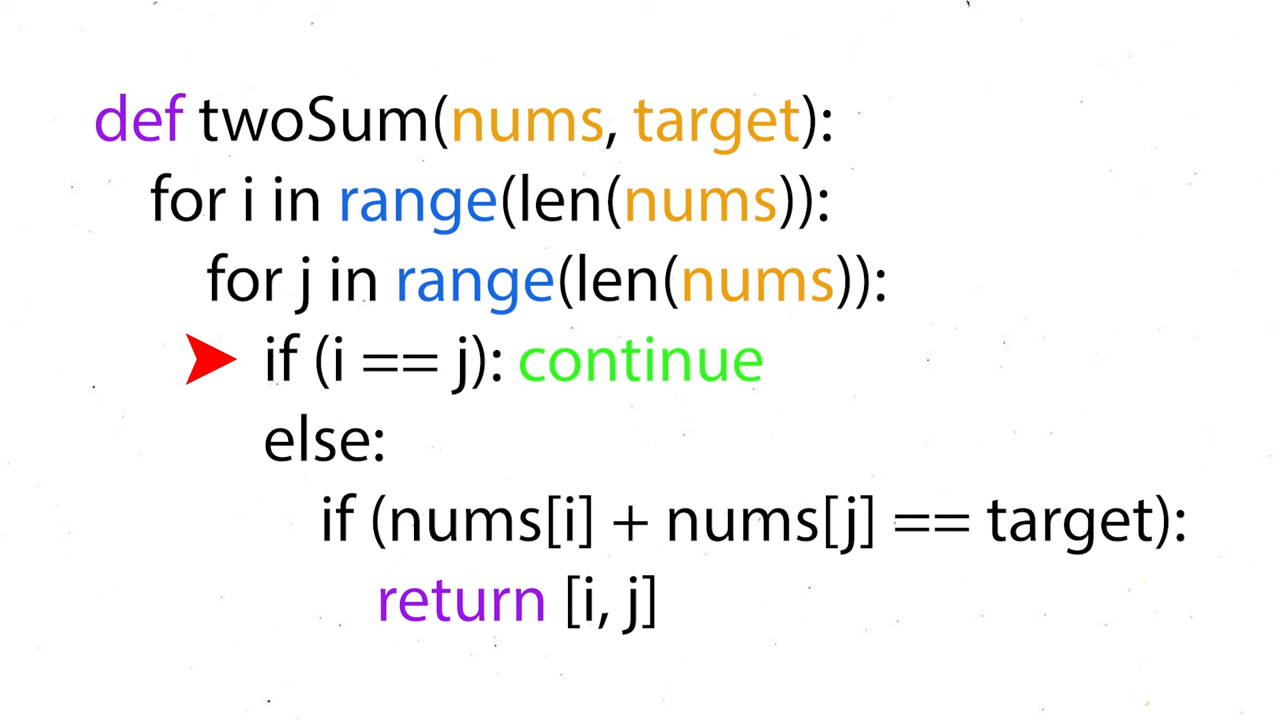 def twoSum(nums, target):
for i in range(len(nums)):
for j in range(len(nums)):
if (i == j): continue
else:
if (nums[i] + nums[j] == target):
return [i, j]